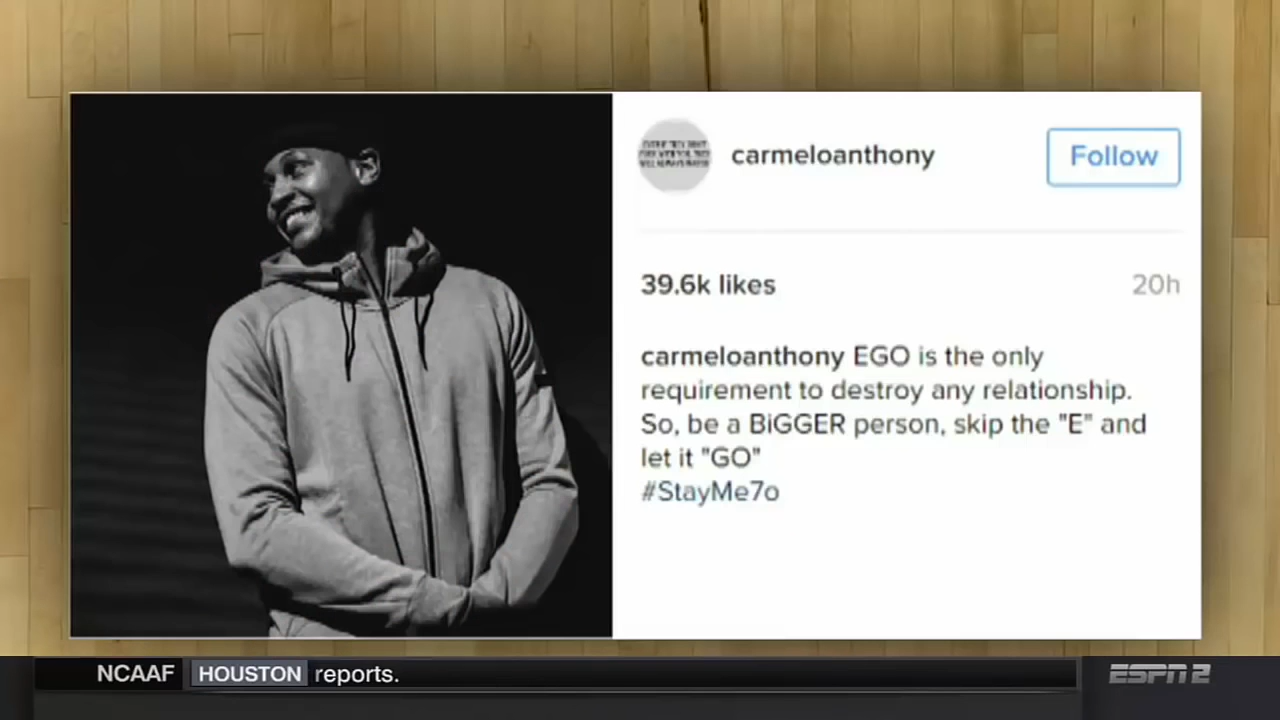 carmeloanthony
Follow
39.6k likes
20h
carmeloanthony EGO is the only
requirement to destroy any relationship.
So, be a BiGGER person, skip the "E" and
let it "GO"
#StayMe7o
NCAAF
HOUSTON reports.
ESPN2